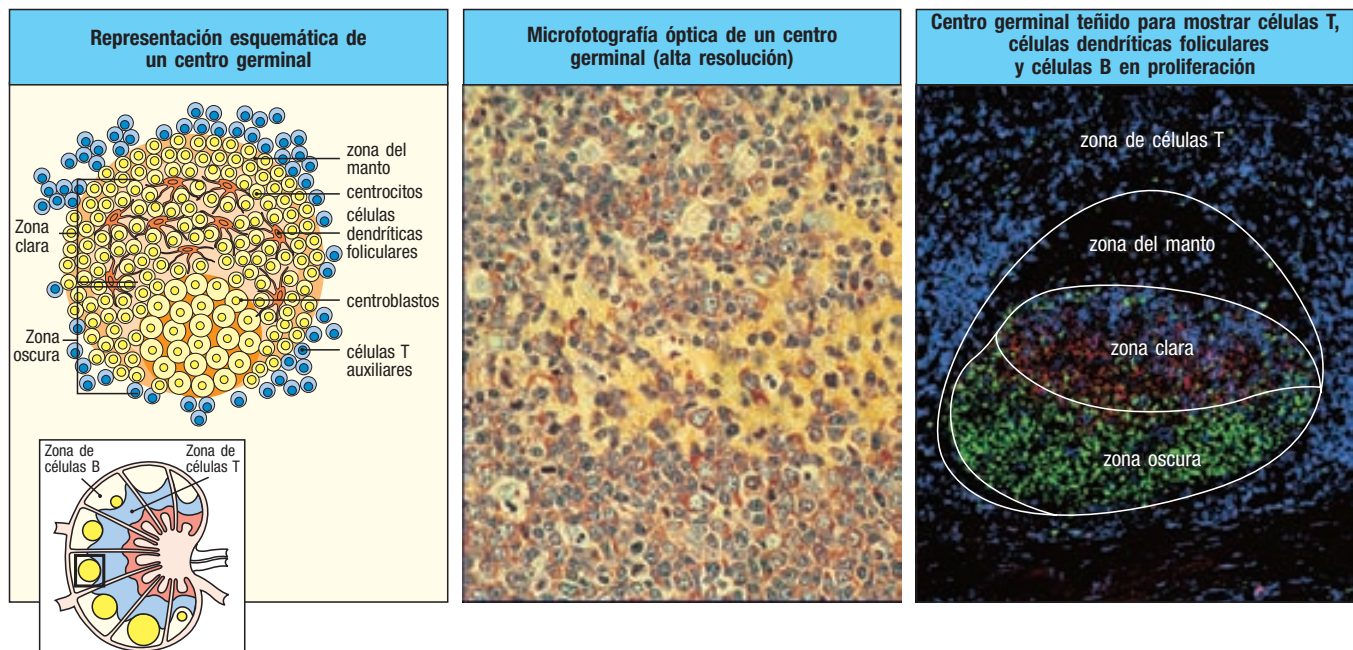 Representación esquemática de
un centro germinal
zona del
manto
centrocitos
células
dendríticas
foliculares
centroblastos
células T
auxiliares
Zona
clara
Zona
oscura
Zona de
células B
Zona de
células T
Microfotografía óptica de un centro
germinal (alta resolución)
Centro germinal teñido para mostrar células T,
células dendríticas foliculares
y células B en proliferación
zona de células T
zona del manto
zona clara
zona oscura